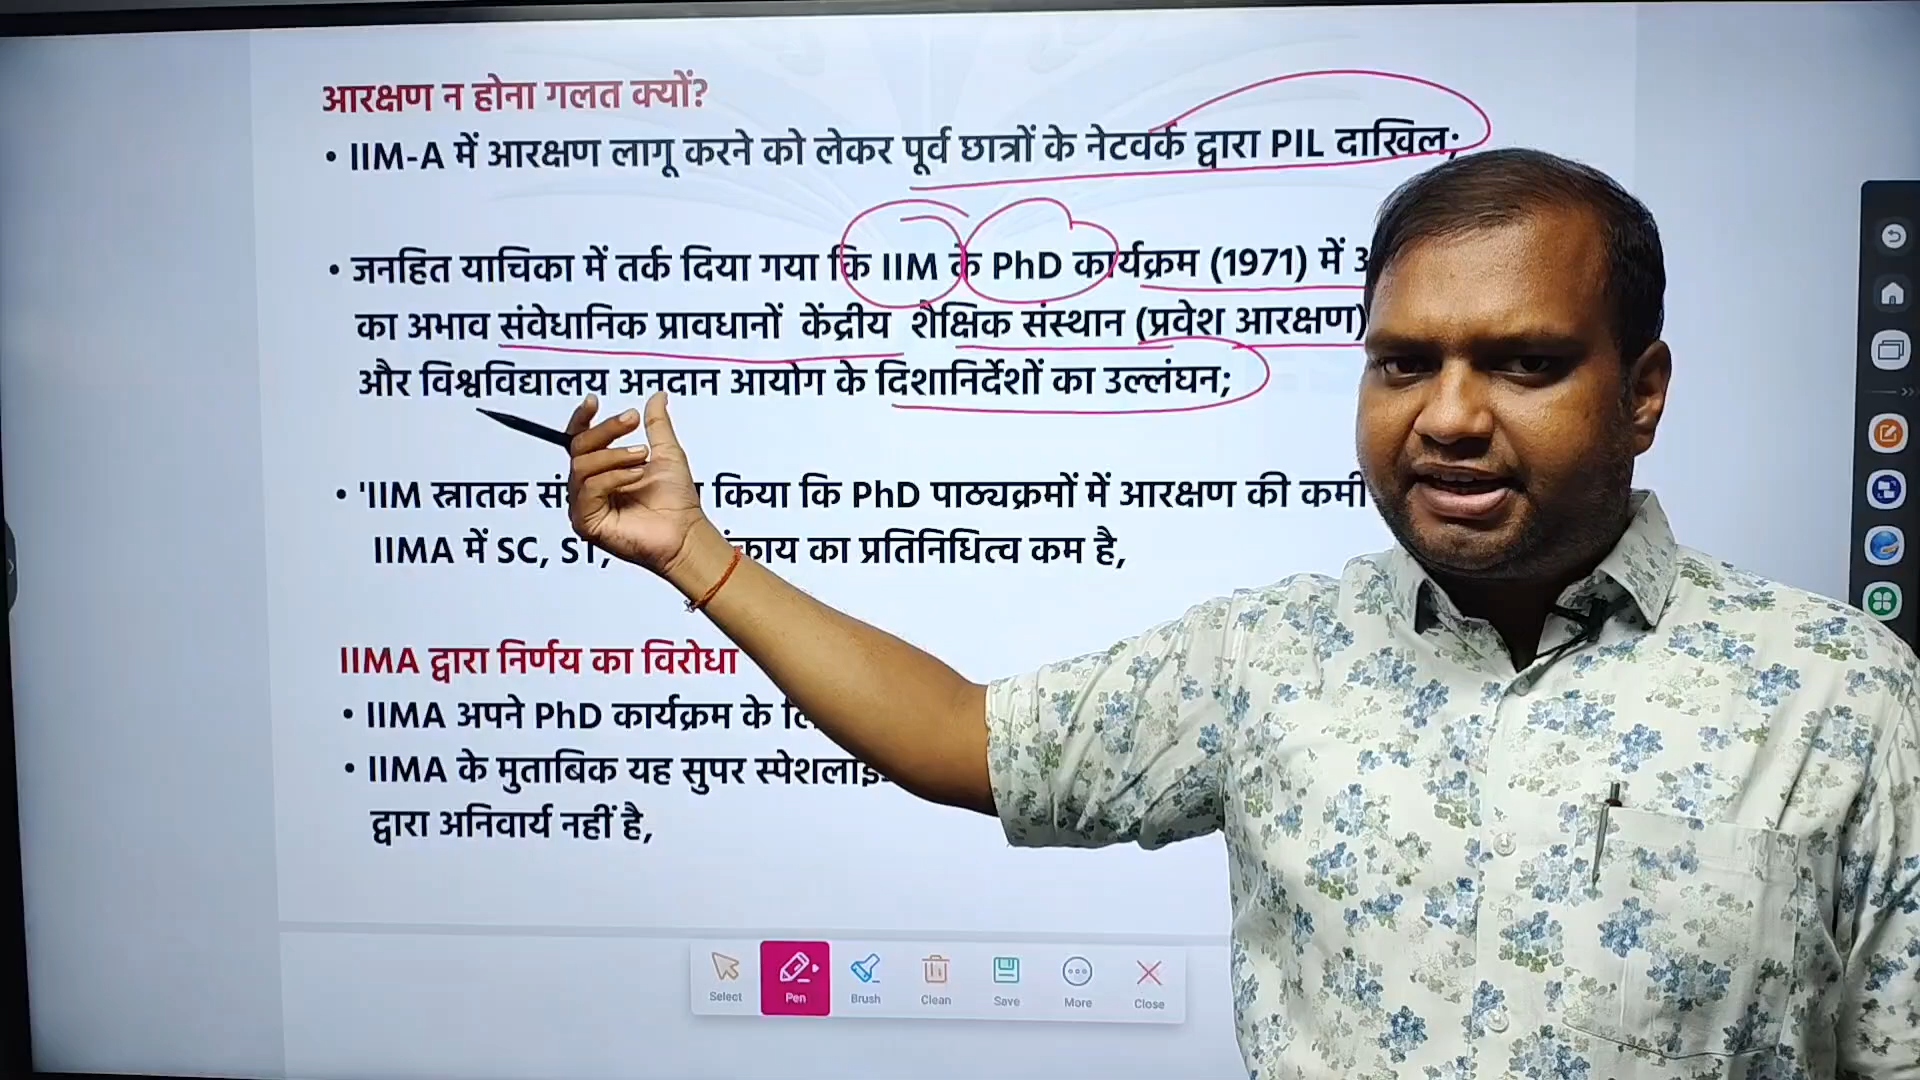 आरक्षण न होना गलत क्यों?
• IIM-A में आरक्षण लागू करने को लेकर पूर्व छात्रों के नेटवर्क द्वारा PIL दाखिल;
• जनहित याचिका में तर्क दिया गया कि IIM के PhD कार्यक्रम (1971) में
का अभाव संवेधानिक प्रावधानों केंद्रीय शैक्षिक संस्थान (प्रवेश आरक्षण)
और विश्वविद्यालय अनदान आयोग के दिशानिर्देशों का उल्लंघन;
• 'IIM स्नातक किया कि PhD पाठ्यक्रमों में आरक्षण की कमी
IIMA में SC, ST, का प्रतिनिधित्व कम है,
IIMA द्वारा निर्णय का विरोधा
• IIMA अपने PhD कार्यक्रम के
• IIMA के मुताबिक यह सुपर
द्वारा अनिवार्य नहीं है,
Select
Pen
Brush
Clean
Save
More
Close